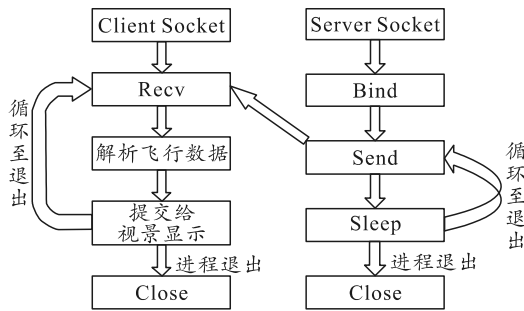 Client Socket
Server Socket
Recv
Bind
解析飞行数据
Send
提交给
视景显示
Sleep
循环至退出
循环至退出
进程退出
进程退出
Close
Close